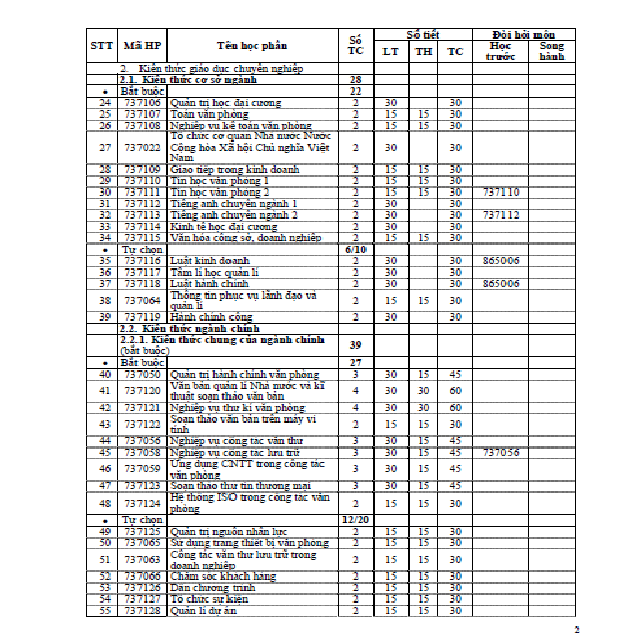 STT Mã HP Tên học phần Số TC Số tiết Đòi hỏi môn
LT TH TC Học trước Song hành
2. Kiến thức giáo dục chuyên nghiệp
2.1. Kiến thức cơ sở ngành 28
• Bắt buộc 22
24 737106 Quản trị học đại cương 2 30 30
25 737107 Toán văn phòng 2 15 15 30
26 737108 Nghiệp vụ kế toán văn phòng 2 15 15 30
27 737022 Tổ chức cơ quan Nhà nước Nước
Cộng hòa Xã hội Chủ nghĩa Việt
Nam 2 30 30
28 737109 Giao tiếp trong kinh doanh 2 15 15 30
29 737110 Tin học văn phòng 1 2 15 15 30
30 737111 Tin học văn phòng 2 2 15 15 30 737110
31 737112 Tiếng anh chuyên ngành 1 2 30 30
32 737113 Tiếng anh chuyên ngành 2 2 30 30 737112
33 737114 Kinh tế học đại cương 2 30 30
34 737115 Văn hóa công sở, doanh nghiệp 2 15 15 30
• Tự chọn 6/10
35 737116 Luật kinh doanh 2 30 30 865006
36 737117 Tâm lí học quản lí 2 30 30
37 737118 Luật hành chính 2 30 30 865006
38 737064 Thông tin phục vụ lãnh đạo và
quản lí 2 15 15 30
39 737119 Hành chính công 2 30 30
2.2. Kiến thức ngành chính
2.2.1. Kiến thức chung của ngành chính
(bắt buộc) 39
• Bắt buộc 27
40 737050 Quản trị hành chính văn phòng 3 30 15 45
41 737120 Văn bản quản lí Nhà nước và kĩ
thuật soạn thảo văn bản 4 30 30 60
42 737121 Nghiệp vụ thư kí văn phòng 4 30 30 60
43 737122 Soạn thảo văn bản trên máy vi
tính 2 15 15 30
44 737056 Nghiệp vụ công tác văn thư 3 30 15 45
45 737058 Nghiệp vụ công tác lưu trữ 3 30 15 45 737056
46 737059 Ứng dụng CNTT trong công tác
văn phòng 3 30 15 45
47 737123 Soạn thảo thư tín thương mại 3 30 15 45
48 737124 Hệ thống ISO trong công tác văn
phòng 2 15 15 30
• Tự chọn 12/20
49 737125 Quản trị nguồn nhân lực 2 15 15 30
50 737065 Sử dụng trang thiết bị văn phòng 2 15 15 30
51 737063 Công tác văn thư lưu trữ trong
doanh nghiệp 2 15 15 30
52 737066 Chăm sóc khách hàng 2 15 15 30
53 737126 Dẫn chương trình 2 15 15 30
54 737127 Tổ chức sự kiện 2 15 15 30
55 737128 Quản lí dự án 2 15 15 30
2